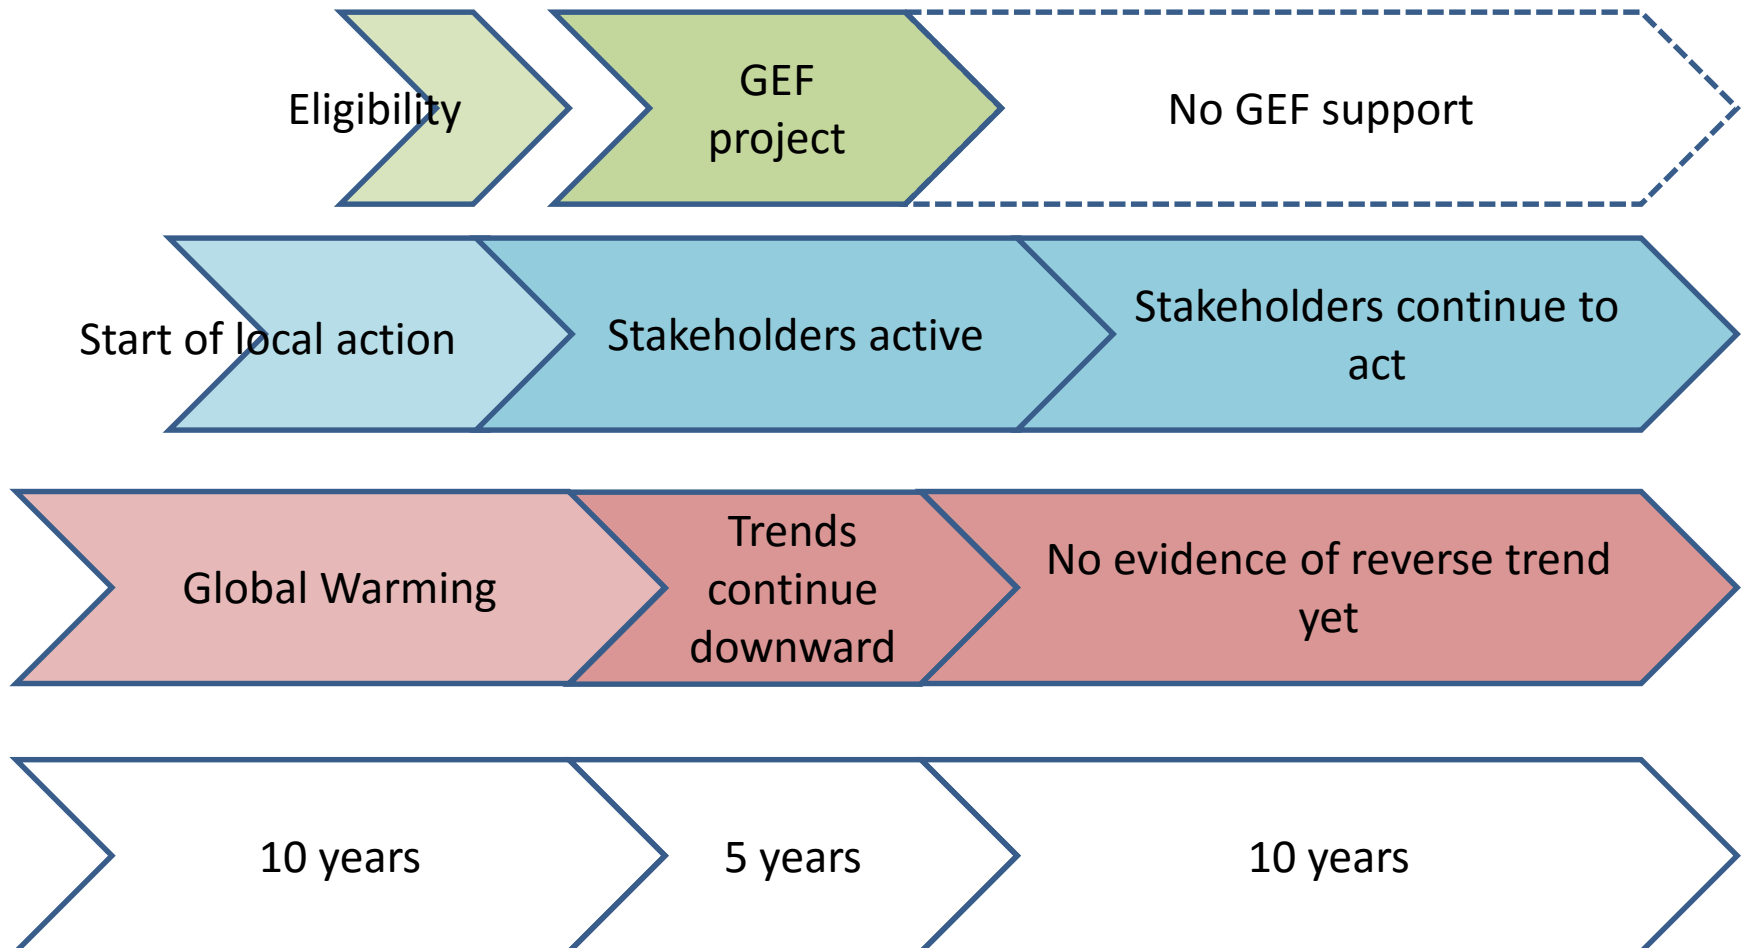 Eligibility
GEF
project
No GEF support
Start of local action
Stakeholders active
Stakeholders continue to
act
Global Warming
Trends
continue
downward
No evidence of reverse trend
yet
10 years
5 years
10 years